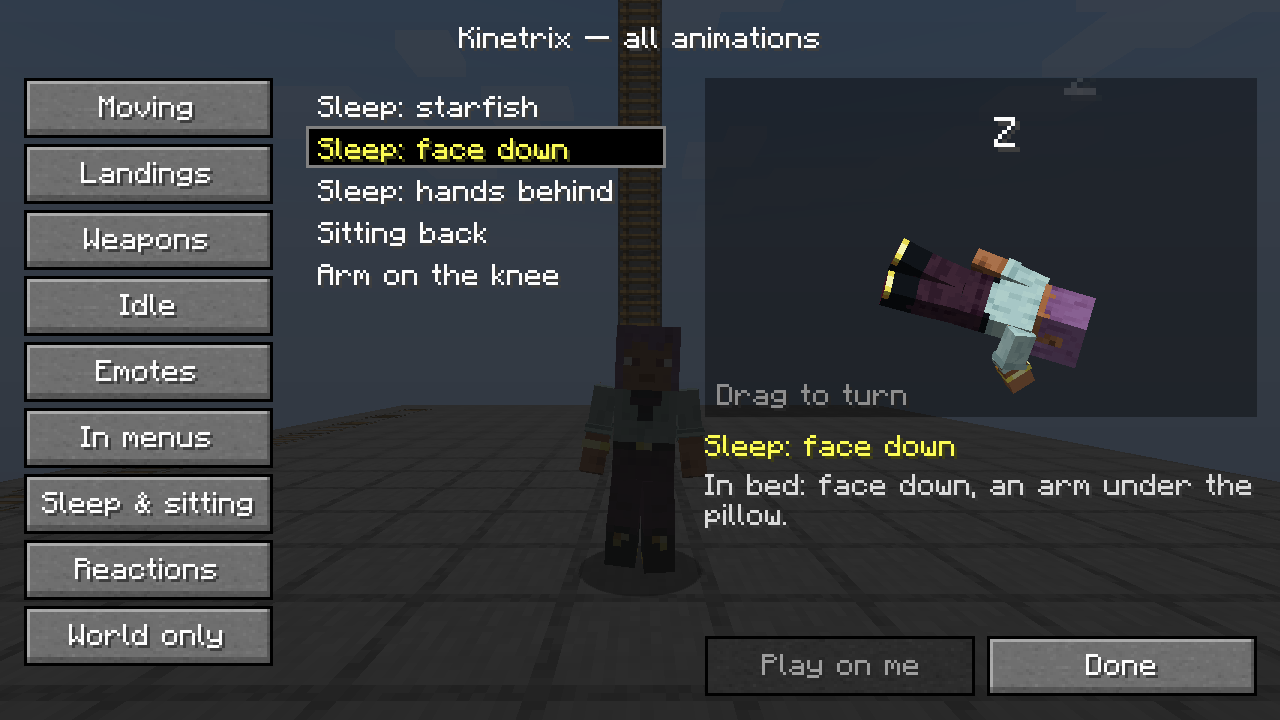 Kinetrix — all animations
Moving
Landings
Weapons
Idle
Emotes
In menus
Sleep & sitting
Reactions
World only
Sleep: starfish
Sleep: face down
Sleep: hands behind
Sitting back
Arm on the knee
Z
Drag to turn
Sleep: face down
In bed: face down, an arm under the
pillow.
Play on me
Done